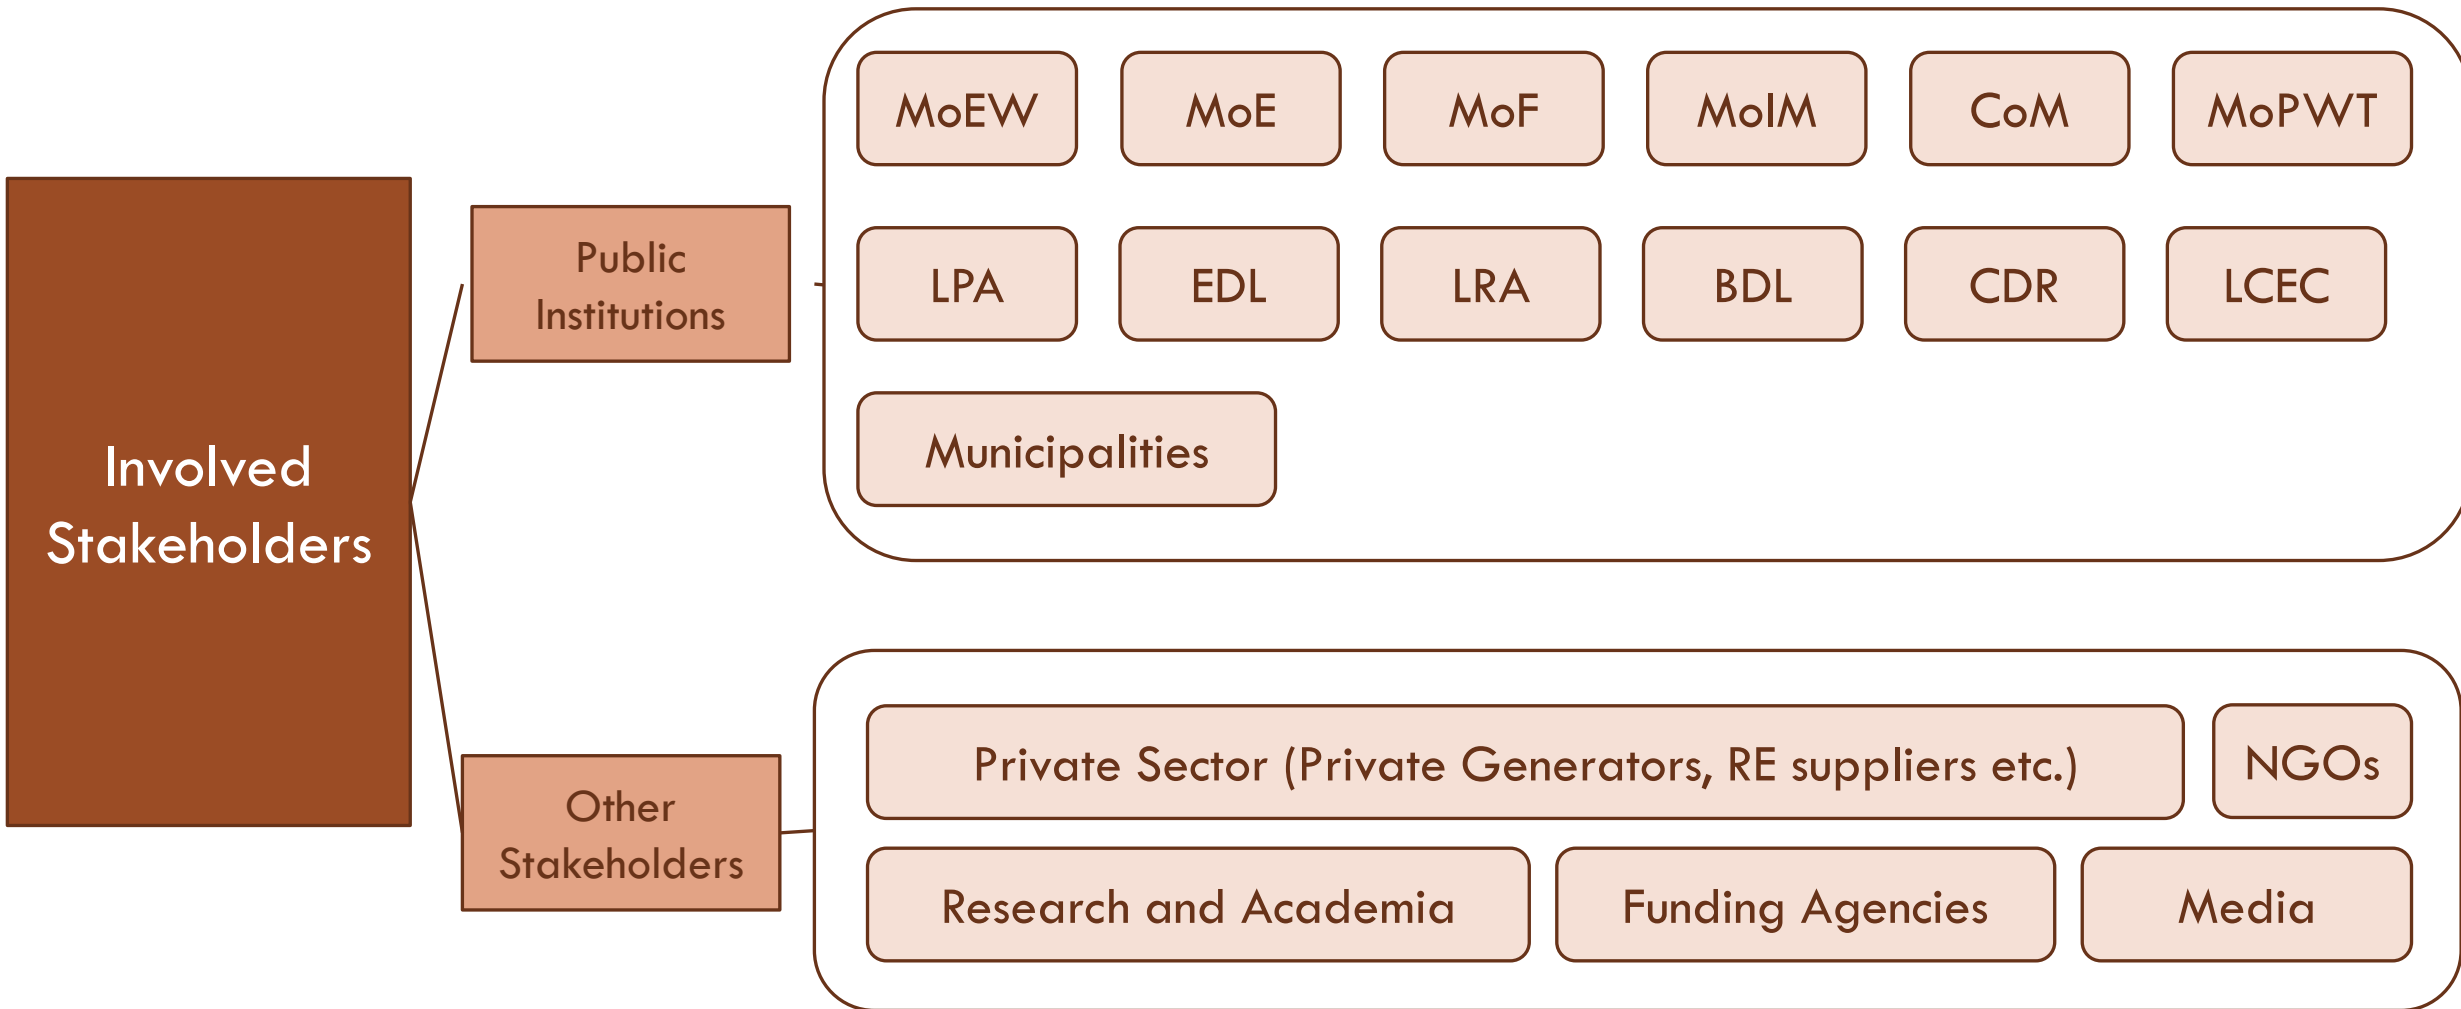 Involved
Stakeholders
Public
Institutions
MoEW
MoE
MoF
MoIM
CoM
MoPWT
LPA
EDL
LRA
BDL
CDR
LCEC
Municipalities
Other
Stakeholders
Private Sector (Private Generators, RE suppliers etc.)
NGOs
Research and Academia
Funding Agencies
Media